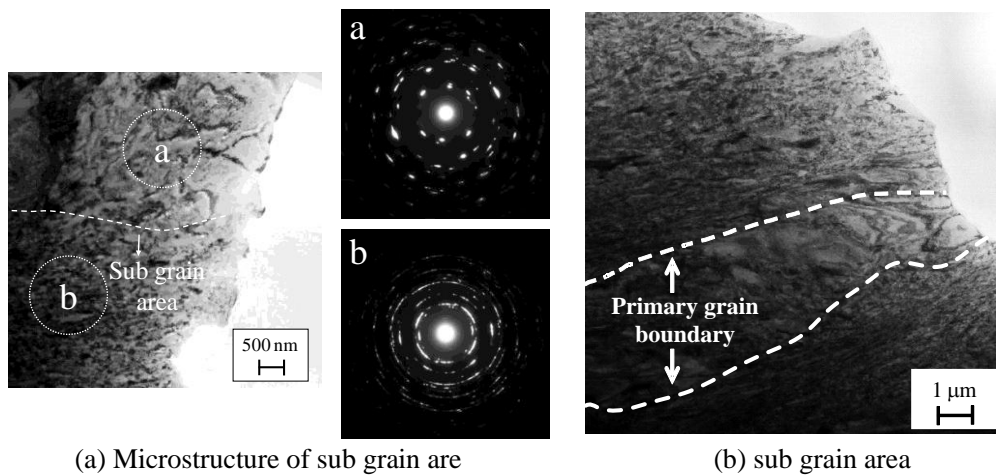 a
b
Sub grain
area
500 nm
a
b
Primary grain
boundary
1 μm
(a) Microstructure of sub grain are
(b) sub grain area